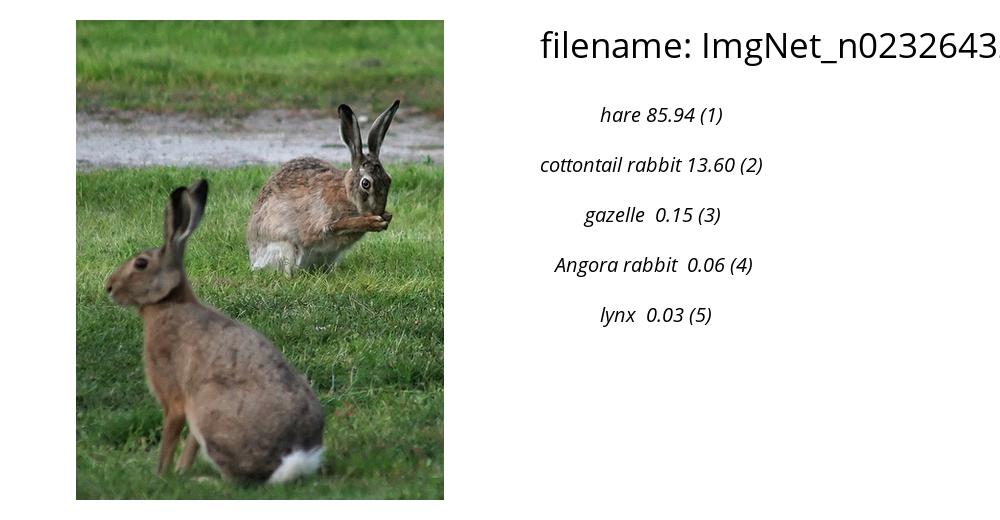 filename: ImgNet_n0232643
hare 85.94 (1)
cottontail rabbit 13.60 (2)
gazelle 0.15 (3)
Angora rabbit 0.06 (4)
lynx 0.03 (5)